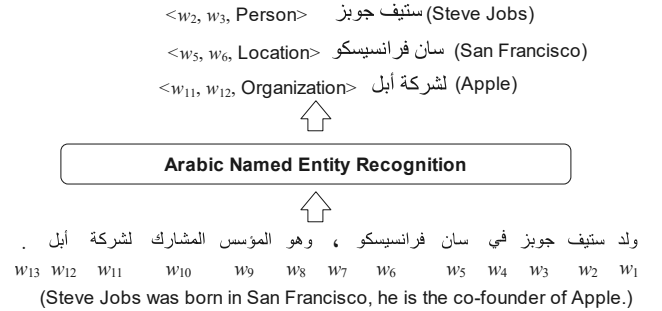 <w2, w3, Person> ستيف جوبز (Steve Jobs)
<w5, w6, Location> سان فرانسيسكو (San Francisco)
<w11, w12, Organization> لشركة أبل (Apple)
Arabic Named Entity Recognition
ولد ستيف جوبز في سان فرانسيسكو ، وهو المؤسس المشارك لشركة أبل .
w13 w12 w11 w10 w9 w8 w7 w6 w5 w4 w3 w2 w1
(Steve Jobs was born in San Francisco, he is the co-founder of Apple.)